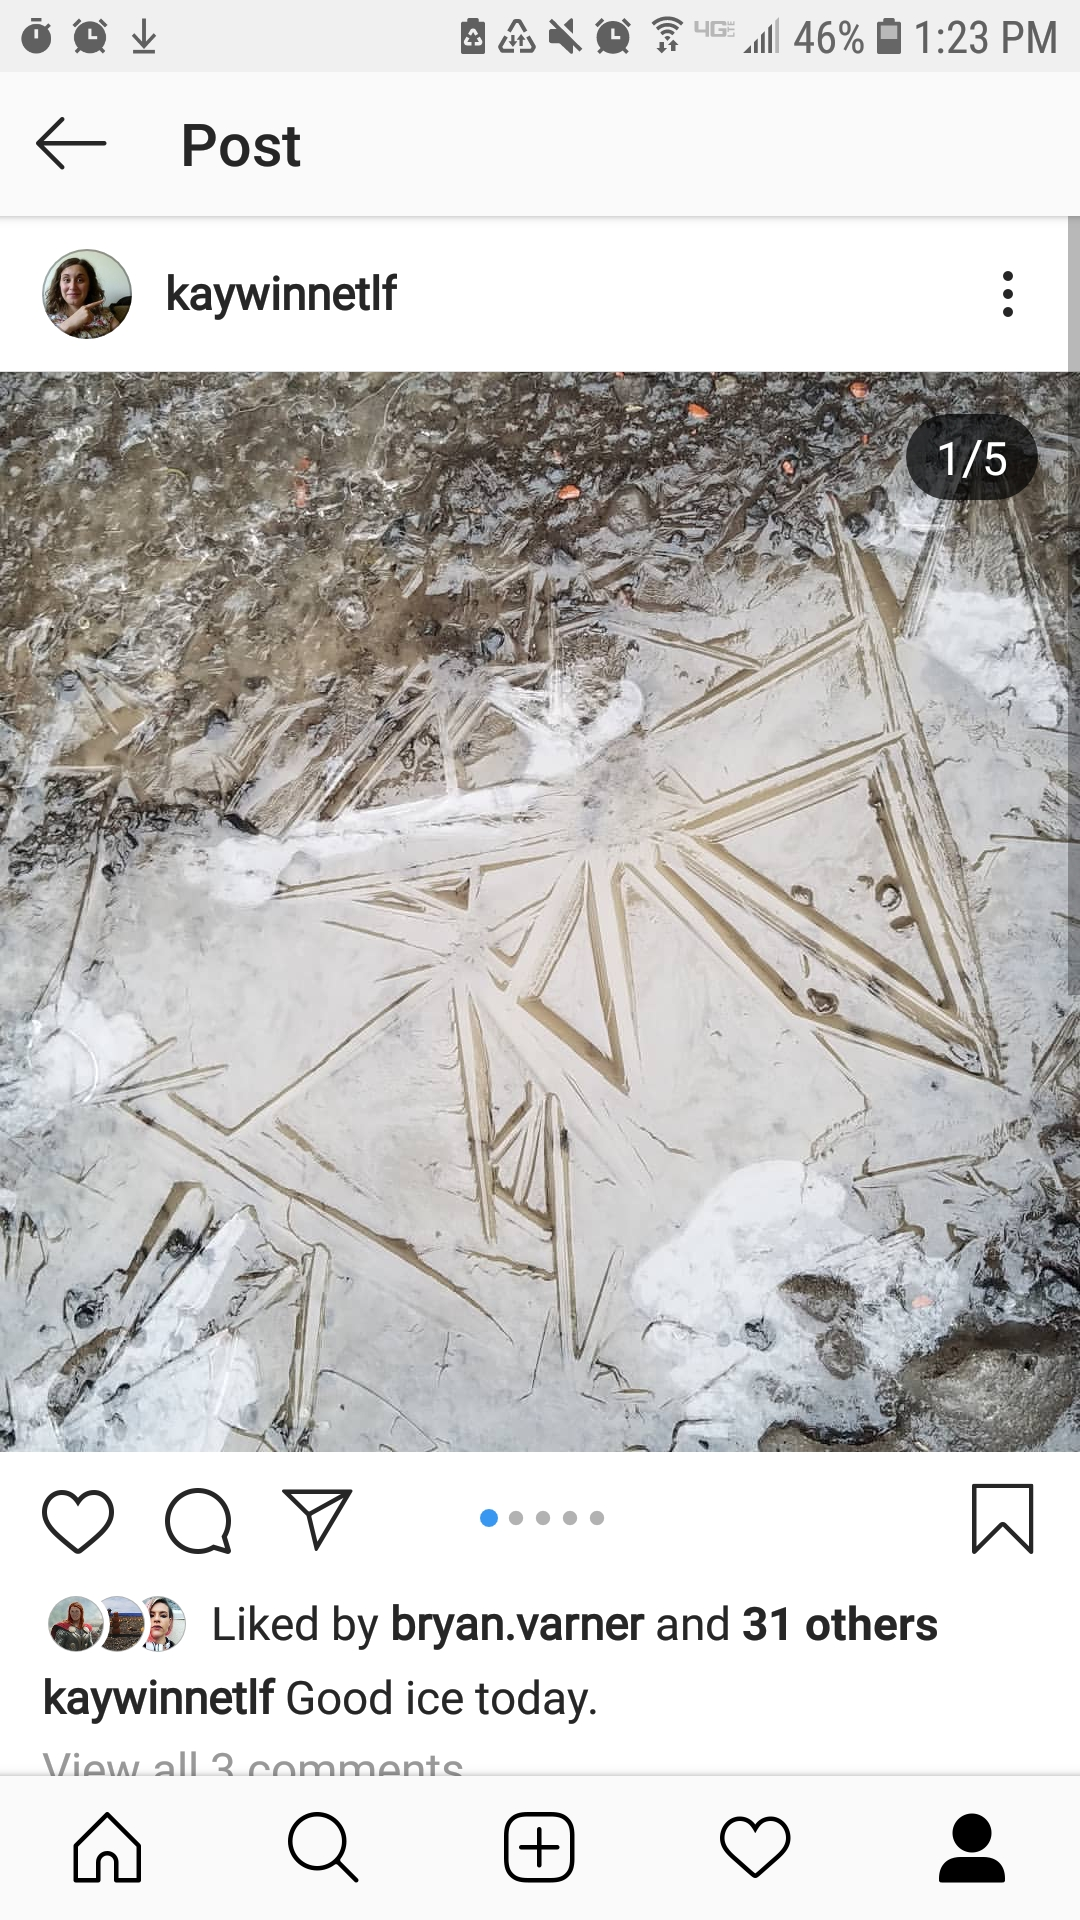 4GE 46% 1:23 PM
Post
kaywinnetlf
1/5
Liked by bryan.varner and 31 others
kaywinnetlf Good ice today.
View all 3 comments